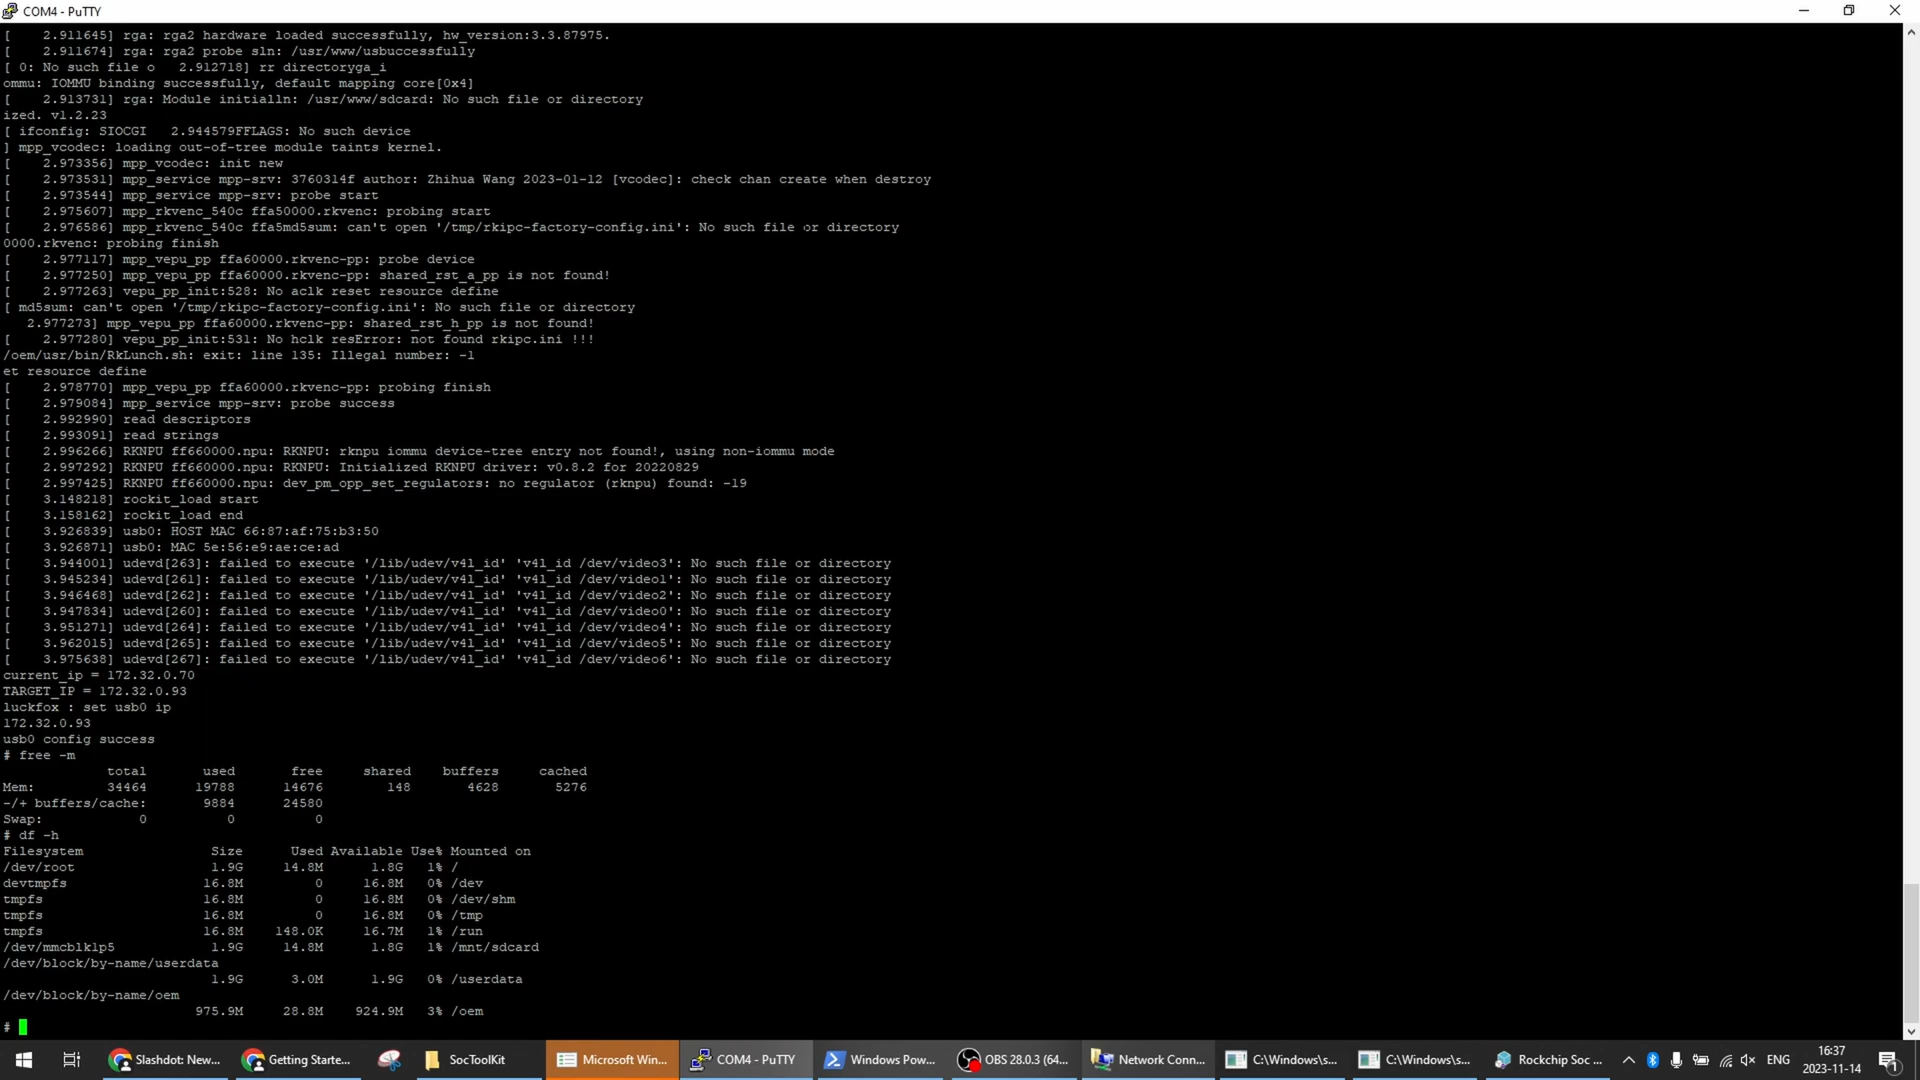 COM4 - PuTTY
[    2.911645] rga: rga2 hardware loaded successfully, hw_version:3.3.87975.
[    2.911674] rga: rga2 probe sln: /usr/www/usbuccessfully
[ 0: No such file o   2.912718] rr directoryga_i
ommu: IOMMU binding successfully, default mapping core[0x4]
[    2.913731] rga: Module initialln: /usr/www/sdcard: No such file or directory
ized. v1.2.23
[ ifconfig: SIOCGI   2.944579FFLAGS: No such device
] mpp_vcodec: loading out-of-tree module taints kernel.
[    2.973356] mpp_vcodec: init new
[    2.973531] mpp_service mpp-srv: 3760314f author: Zhihua Wang 2023-01-12 [vcodec]: check chan create when destroy
[    2.973544] mpp_service mpp-srv: probe start
[    2.975607] mpp_rkvenc_540c ffa50000.rkvenc: probing start
[    2.976586] mpp_rkvenc_540c ffa5md5sum: can't open '/tmp/rkipc-factory-config.ini': No such file or directory
0000.rkvenc: probing finish
[    2.977117] mpp_vepu_pp ffa60000.rkvenc-pp: probe device
[    2.977250] mpp_vepu_pp ffa60000.rkvenc-pp: shared_rst_a_pp is not found!
[    2.977263] vepu_pp_init:528: No aclk reset resource define
[ md5sum: can't open '/tmp/rkipc-factory-config.ini': No such file or directory
   2.977273] mpp_vepu_pp ffa60000.rkvenc-pp: shared_rst_h_pp is not found!
[    2.977280] vepu_pp_init:531: No hclk resError: not found rkipc.ini !!!
/oem/usr/bin/RkLunch.sh: exit: line 135: Illegal number: -1
et resource define
[    2.978770] mpp_vepu_pp ffa60000.rkvenc-pp: probing finish
[    2.979084] mpp_service mpp-srv: probe success
[    2.992990] read descriptors
[    2.993091] read strings
[    2.996266] RKNPU ff660000.npu: RKNPU: rknpu iommu device-tree entry not found!, using non-iommu mode
[    2.997292] RKNPU ff660000.npu: RKNPU: Initialized RKNPU driver: v0.8.2 for 20220829
[    2.997425] RKNPU ff660000.npu: dev_pm_opp_set_regulators: no regulator (rknpu) found: -19
[    3.148218] rockit_load start
[    3.158162] rockit_load end
[    3.926839] usb0: HOST MAC 66:87:af:75:b3:50
[    3.926871] usb0: MAC 5e:56:e9:ae:ce:ad
[    3.944001] udevd[263]: failed to execute '/lib/udev/v4l_id' 'v4l_id /dev/video3': No such file or directory
[    3.945234] udevd[261]: failed to execute '/lib/udev/v4l_id' 'v4l_id /dev/video1': No such file or directory
[    3.946468] udevd[262]: failed to execute '/lib/udev/v4l_id' 'v4l_id /dev/video2': No such file or directory
[    3.947834] udevd[260]: failed to execute '/lib/udev/v4l_id' 'v4l_id /dev/video0': No such file or directory
[    3.951271] udevd[264]: failed to execute '/lib/udev/v4l_id' 'v4l_id /dev/video4': No such file or directory
[    3.962015] udevd[265]: failed to execute '/lib/udev/v4l_id' 'v4l_id /dev/video5': No such file or directory
[    3.975638] udevd[267]: failed to execute '/lib/udev/v4l_id' 'v4l_id /dev/video6': No such file or directory
current_ip = 172.32.0.70
TARGET_IP = 172.32.0.93
luckfox : set usb0 ip
172.32.0.93
usb0 config success
# free -m
total used free shared buffers cached
Mem: 34464 19788 14676 148 4628 5276
-/+ buffers/cache: 9884 24580
Swap: 0 0 0
# df -h
Filesystem Size Used Available Use% Mounted on
/dev/root 1.9G 14.8M 1.8G 1% /
devtmpfs 16.8M 0 16.8M 0% /dev
tmpfs 16.8M 0 16.8M 0% /dev/shm
tmpfs 16.8M 0 16.8M 0% /tmp
tmpfs 16.8M 148.0K 16.7M 1% /run
/dev/mmcblk1p5 1.9G 14.8M 1.8G 1% /mnt/sdcard
/dev/block/by-name/userdata
1.9G 3.0M 1.9G 0% /userdata
/dev/block/by-name/oem
975.9M 28.8M 924.9M 3% /oem
#
Slashdot: New... Getting Starte... SocToolKit Microsoft Win... COM4 - PuTTY Windows Pow... OBS 28.0.3 (64... Network Conn... C:\Windows\s... C:\Windows\s... Rockchip Soc ... ENG 16:37
2023-11-14 1